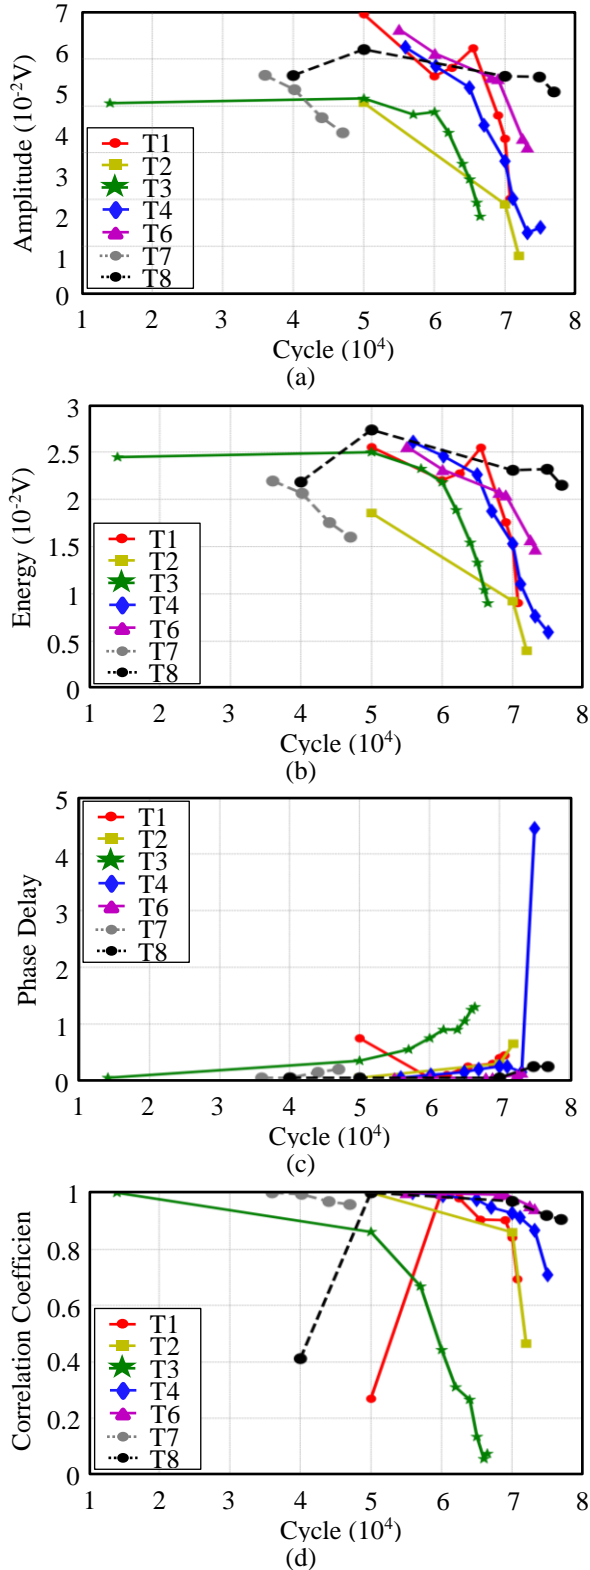 7
6
5
4
3
2
1
0
Amplitude (10⁻²V)
T1
T2
T3
T4
T6
T7
T8
1 2 3 4 5 6 7 8
Cycle (10⁴)
(a)
3
2.5
2
1.5
1
0.5
0
Energy (10⁻²V)
T1
T2
T3
T4
T6
T7
T8
1 2 3 4 5 6 7 8
Cycle (10⁴)
(b)
5
4
3
2
1
0
Phase Delay
T1
T2
T3
T4
T6
T7
T8
1 2 3 4 5 6 7 8
Cycle (10⁴)
(c)
1
0.8
0.6
0.4
0.2
0
Correlation Coefficien
T1
T2
T3
T4
T6
T7
T8
1 2 3 4 5 6 7 8
Cycle (10⁴)
(d)